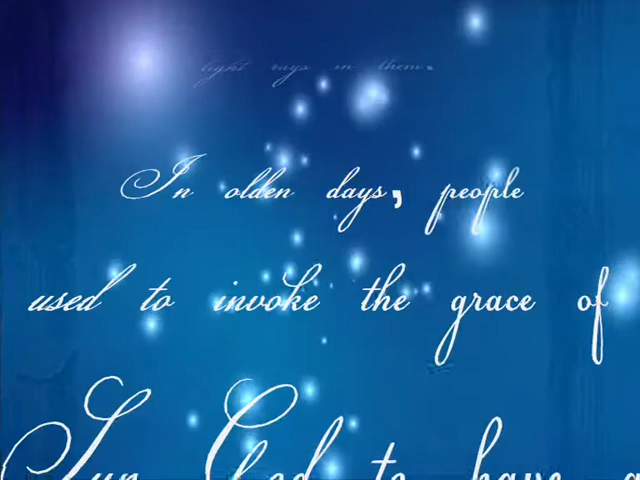 light rays in them.
In olden days, people
used to invoke the grace of
Sun God to have a